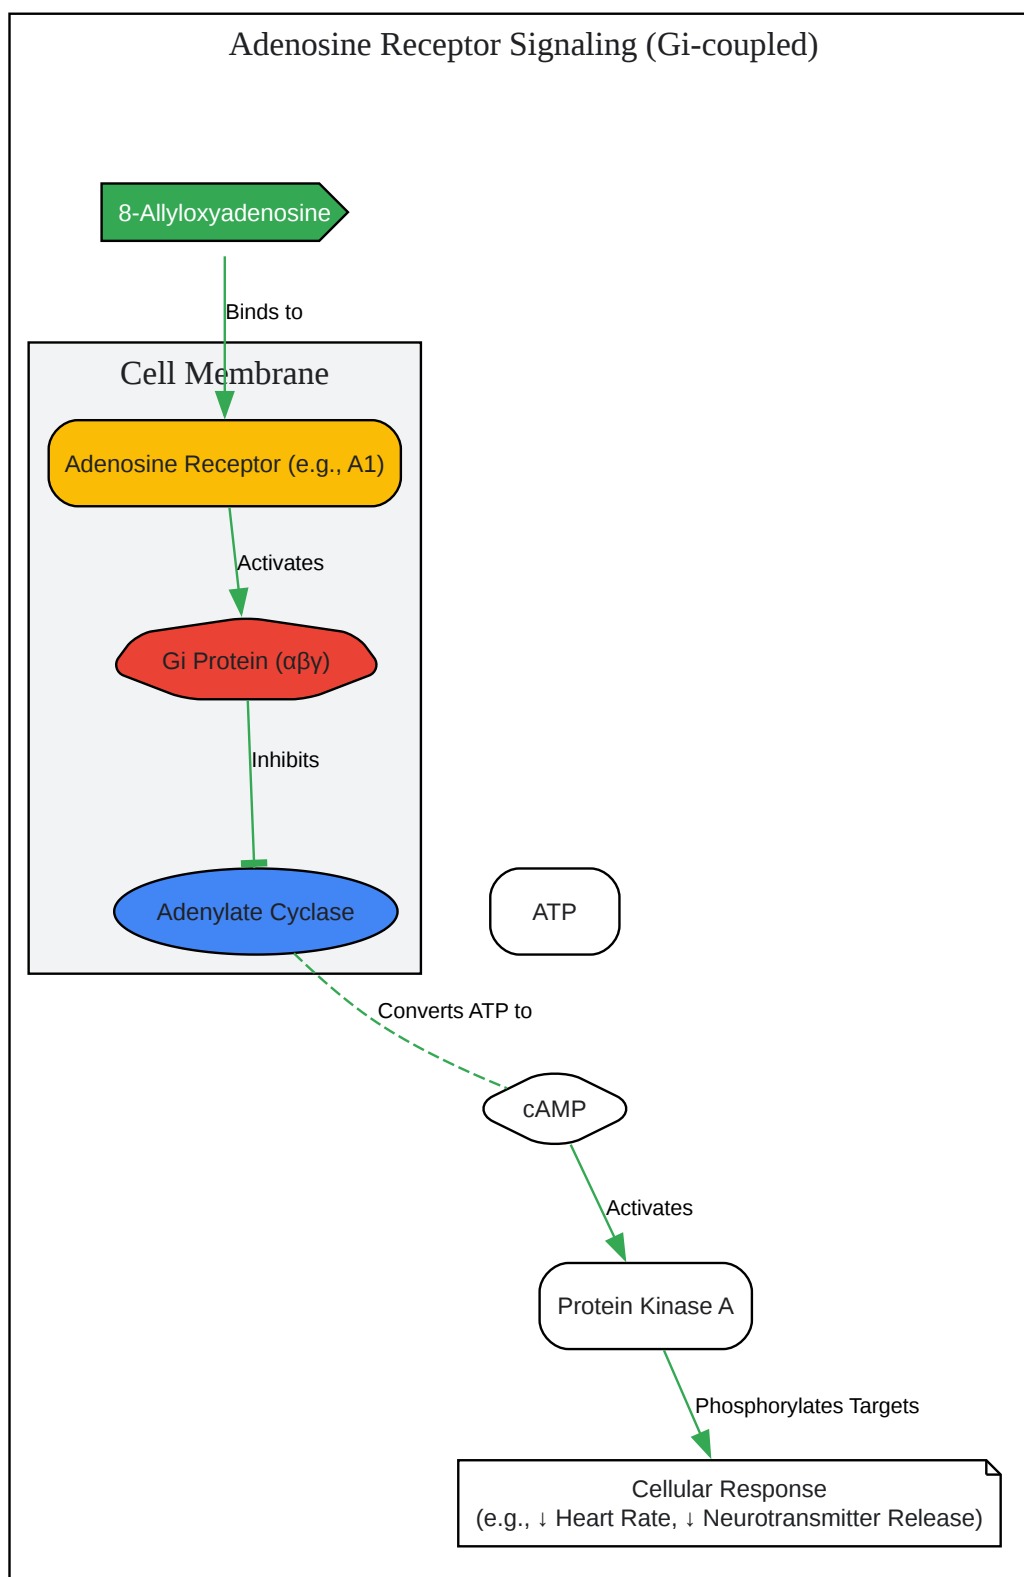 Adenosine Receptor Signaling (Gi-coupled)
8-Allyloxyadenosine
Binds to
Cell Membrane
Adenosine Receptor (e.g., A1)
Activates
Gi Protein (αβγ)
Inhibits
Adenylate Cyclase
ATP
Converts ATP to
cAMP
Activates
Protein Kinase A
Phosphorylates Targets
Cellular Response
(e.g., ↓ Heart Rate, ↓ Neurotransmitter Release)